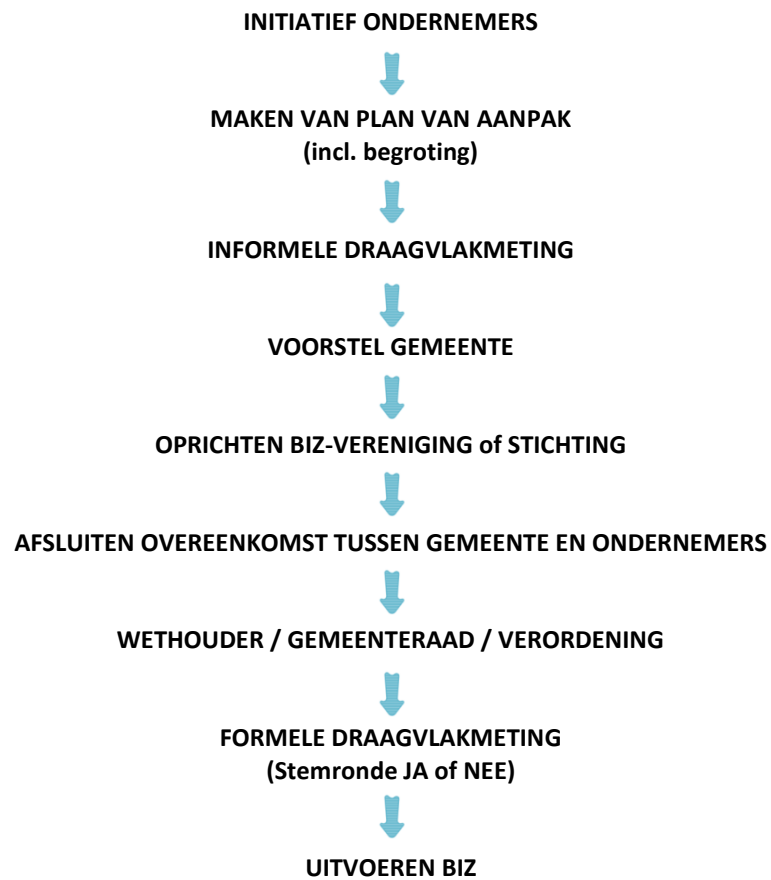 INITIATIEF ONDERNEMERS
MAKEN VAN PLAN VAN AANPAK
(incl. begroting)
INFORMELE DRAAGVLAKMETING
VOORSTEL GEMEENTE
OPRICHTEN BIZ-VERENIGING of STICHTING
AFSLUITEN OVEREENKOMST TUSSEN GEMEENTE EN ONDERNEMERS
WETHOUDER / GEMEENTERAAD / VERORDENING
FORMELE DRAAGVLAKMETING
(Stemronde JA of NEE)
UITVOEREN BIZ